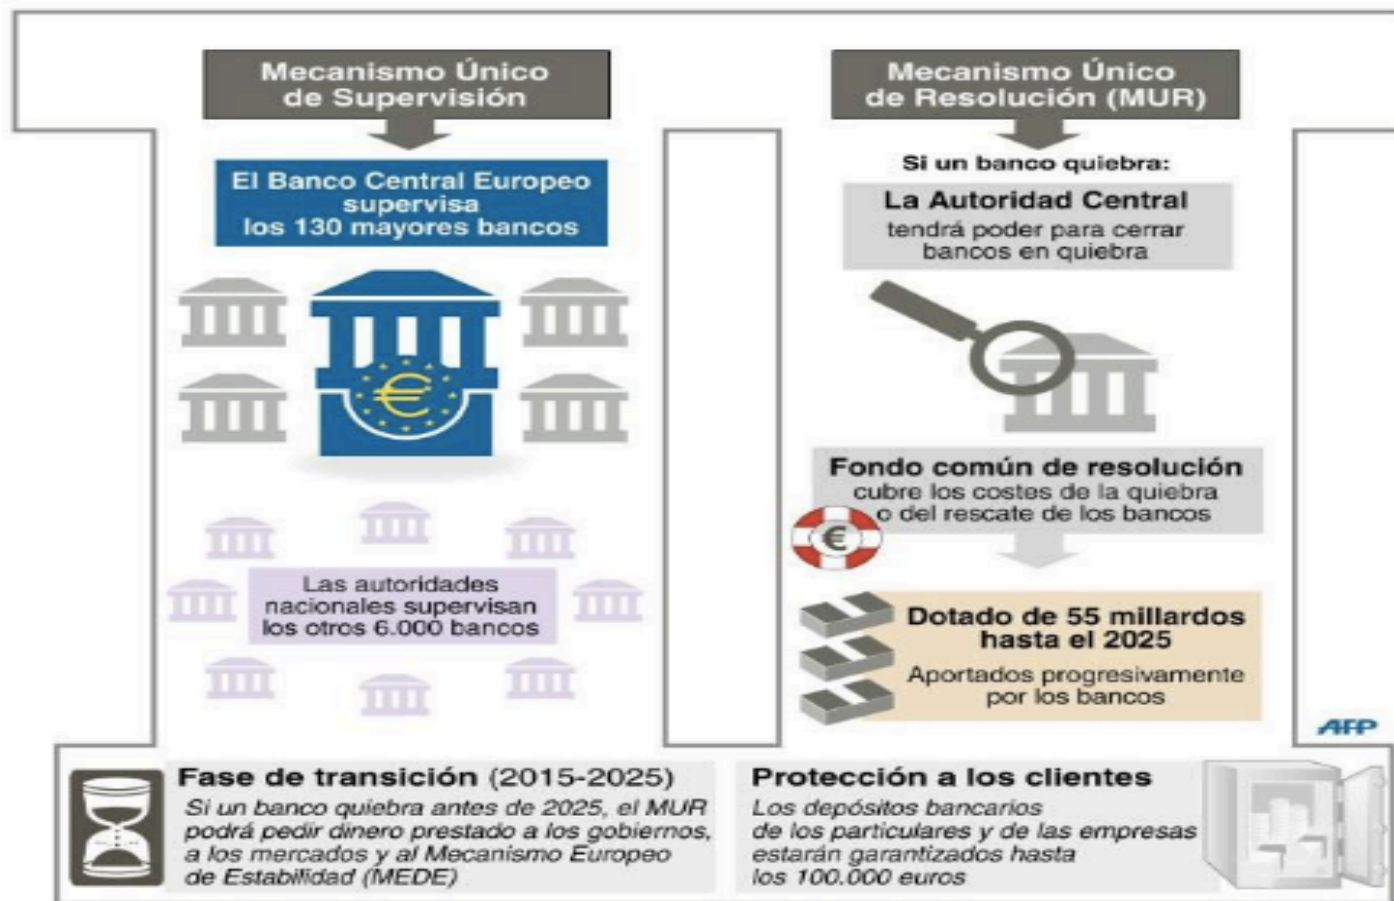 Mecanismo Único
de Supervisión
El Banco Central Europeo
supervisa
los 130 mayores bancos
€
Las autoridades
nacionales supervisan
los otros 6.000 bancos
Mecanismo Único
de Resolución (MUR)
Si un banco quiebra:
La Autoridad Central
tendrá poder para cerrar
bancos en quiebra
Fondo común de resolución
cubre los costes de la quiebra
o del rescate de los bancos
€
Dotado de 55 millardos
hasta el 2025
Aportados progresivamente
por los bancos
AFP
Fase de transición (2015-2025)
Si un banco quiebra antes de 2025, el MUR
podrá pedir dinero prestado a los gobiernos,
a los mercados y al Mecanismo Europeo
de Estabilidad (MEDE)
Protección a los clientes
Los depósitos bancarios
de los particulares y de las empresas
estarán garantizados hasta
los 100.000 euros